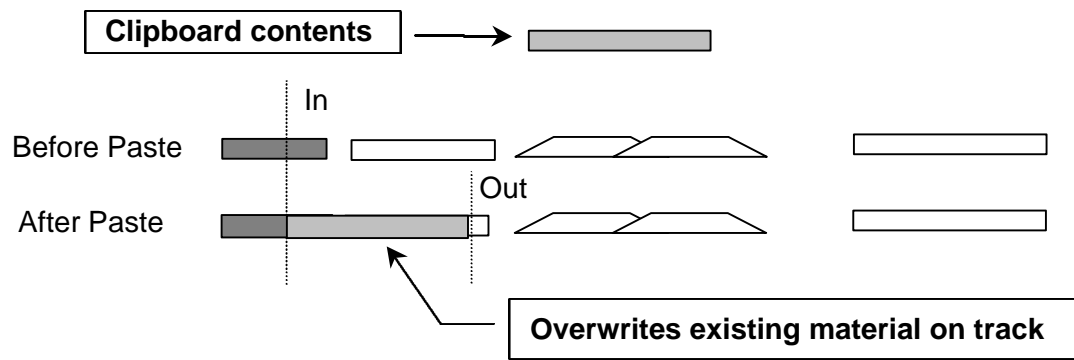 Clipboard contents
In
Before Paste
Out
After Paste
Overwrites existing material on track